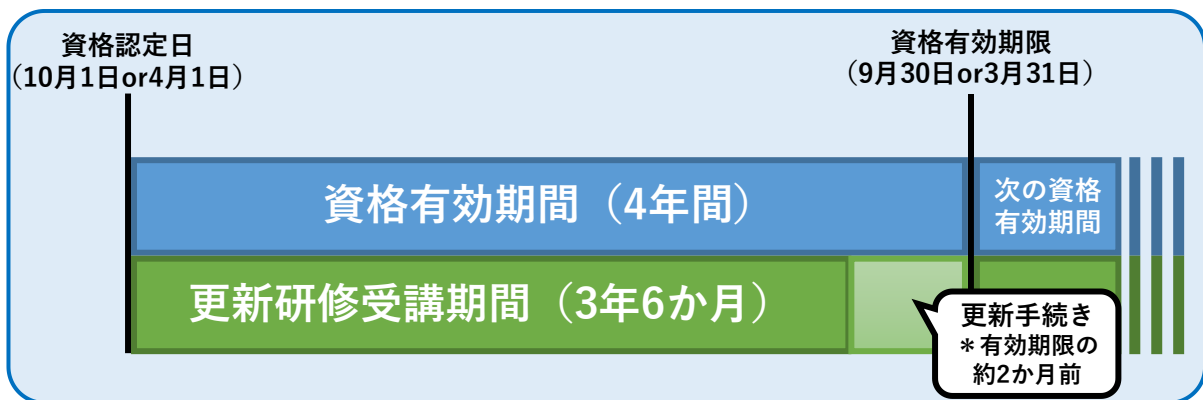 資格認定日
（10月1日or4月1日）
資格有効期限
（9月30日or3月31日）
資格有効期間（4年間）
次の資格
有効期間
更新研修受講期間（3年6か月）
更新手続き
＊有効期限の
約2か月前